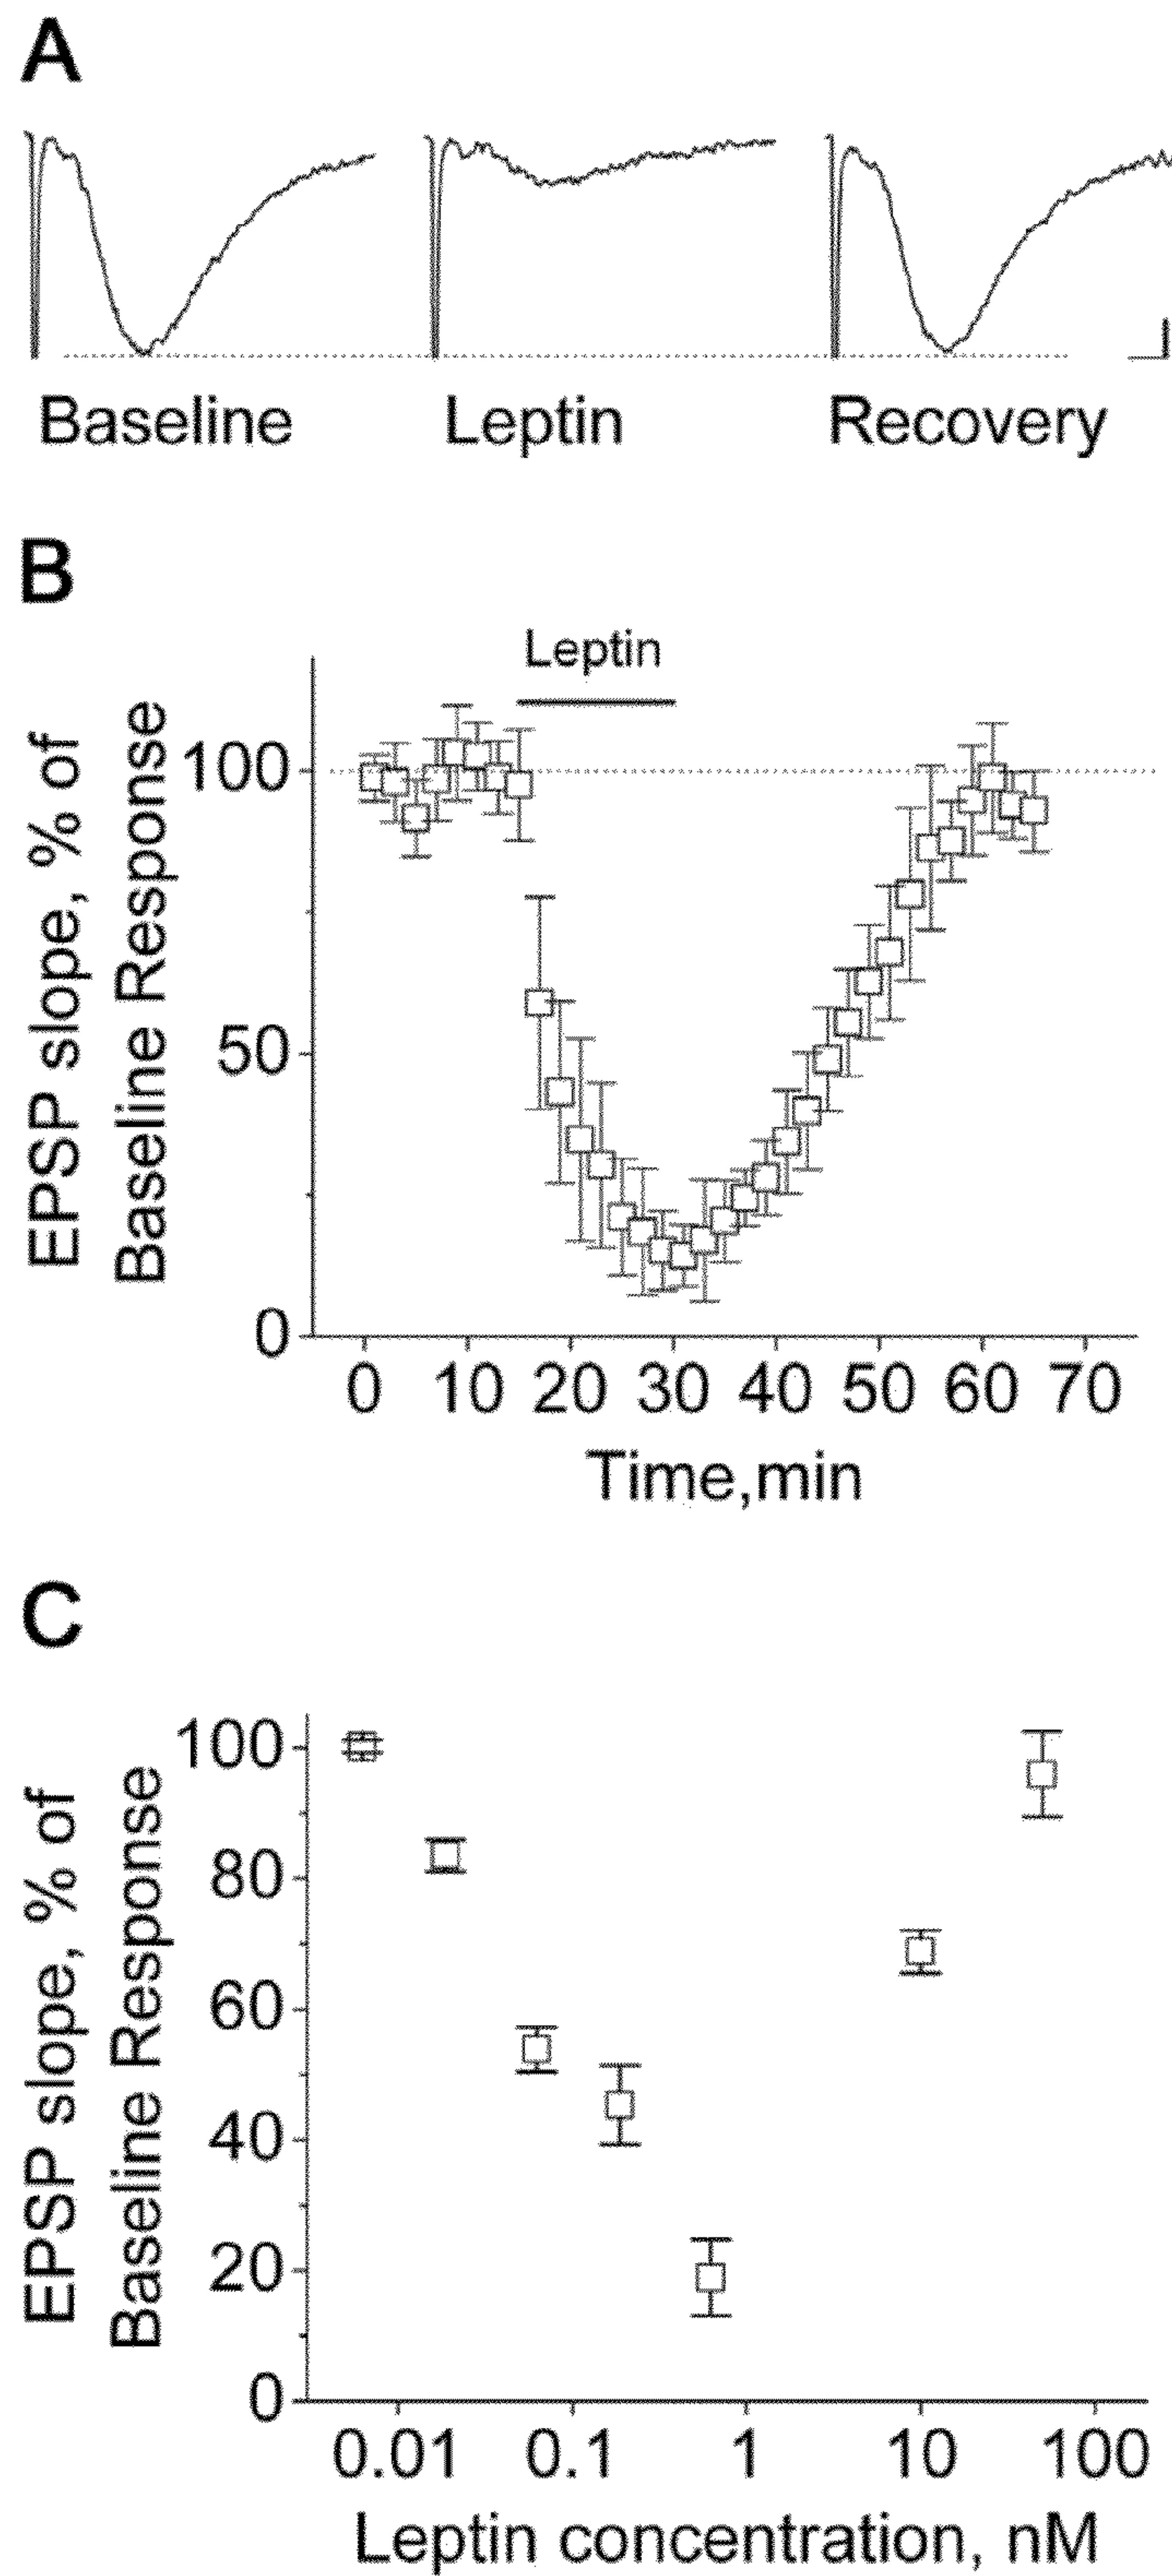 A
Baseline Leptin Recovery
B
Leptin
EPSP slope, % of
Baseline Response
100
50
0
0 10 20 30 40 50 60 70
Time,min
C
EPSP slope, % of
Baseline Response
100
80
60
40
20
0
0.01 0.1 1 10 100
Leptin concentration, nM